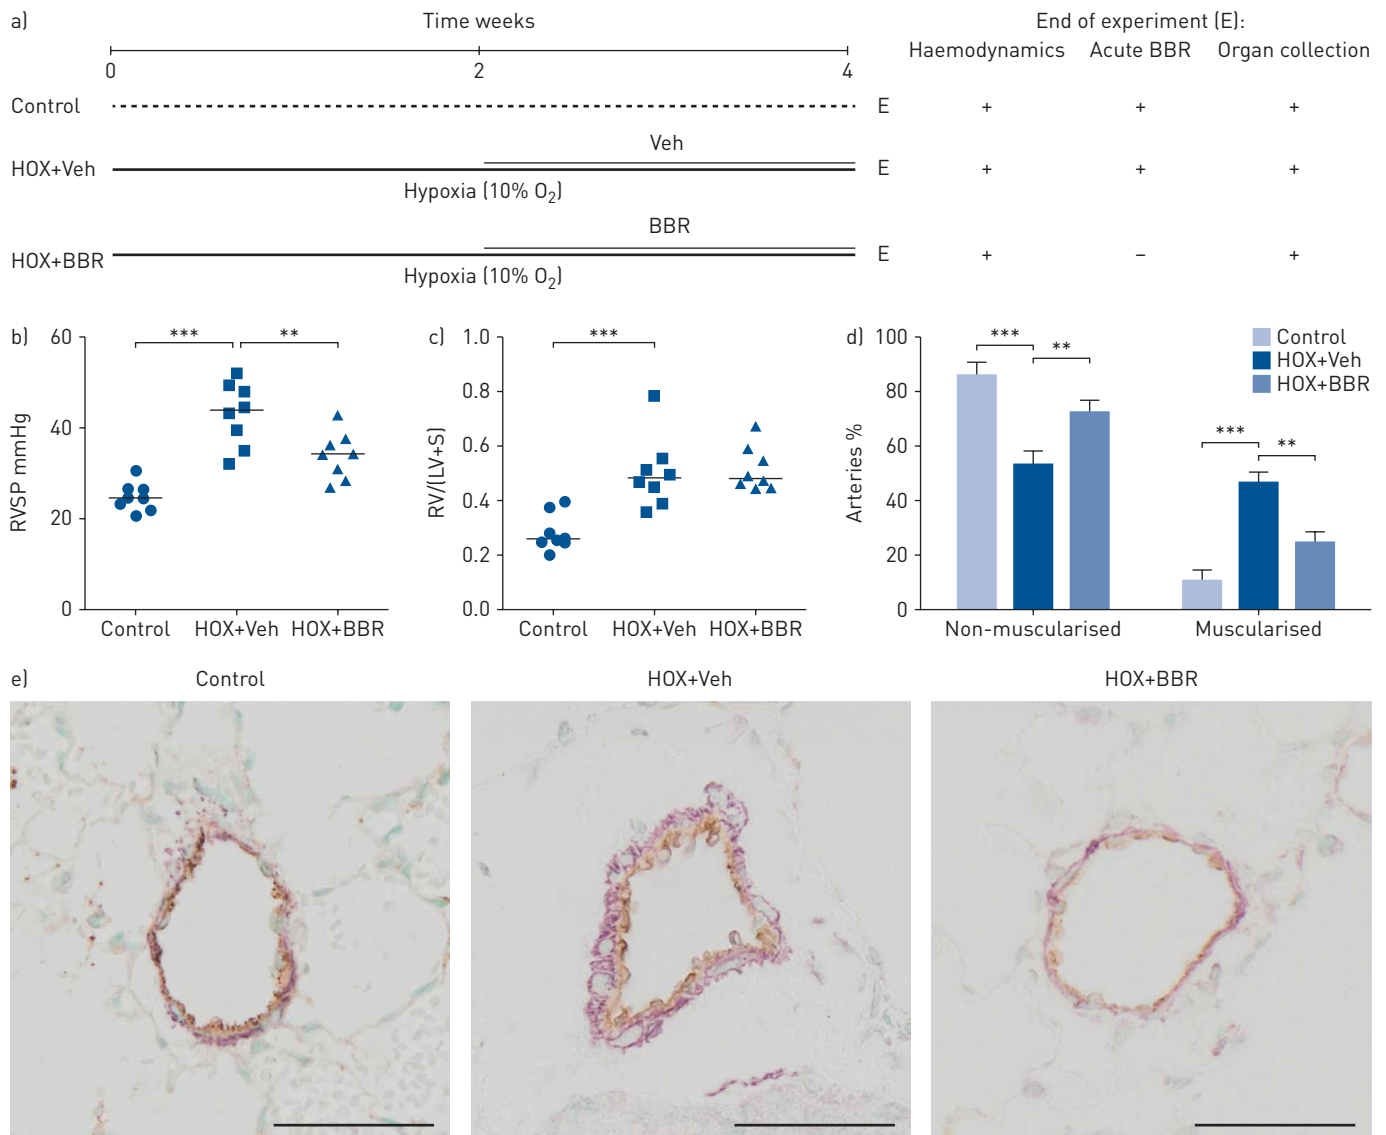 a)
Time weeks
End of experiment (E):
Haemodynamics Acute BBR Organ collection
0 2 4
Control E + + +
Veh
HOX+Veh E + + +
Hypoxia (10% O2)
BBR
HOX+BBR E + – +
Hypoxia (10% O2)
b)
RVSP mmHg
60
40
20
0
*** **
Control HOX+Veh HOX+BBR
c)
RV/(LV+S)
1.0
0.8
0.6
0.4
0.2
0.0
***
Control HOX+Veh HOX+BBR
d)
Arteries %
100
80
60
40
20
0
*** **
*** **
Control
HOX+Veh
HOX+BBR
Non-muscularised Muscularised
e)
Control HOX+Veh HOX+BBR